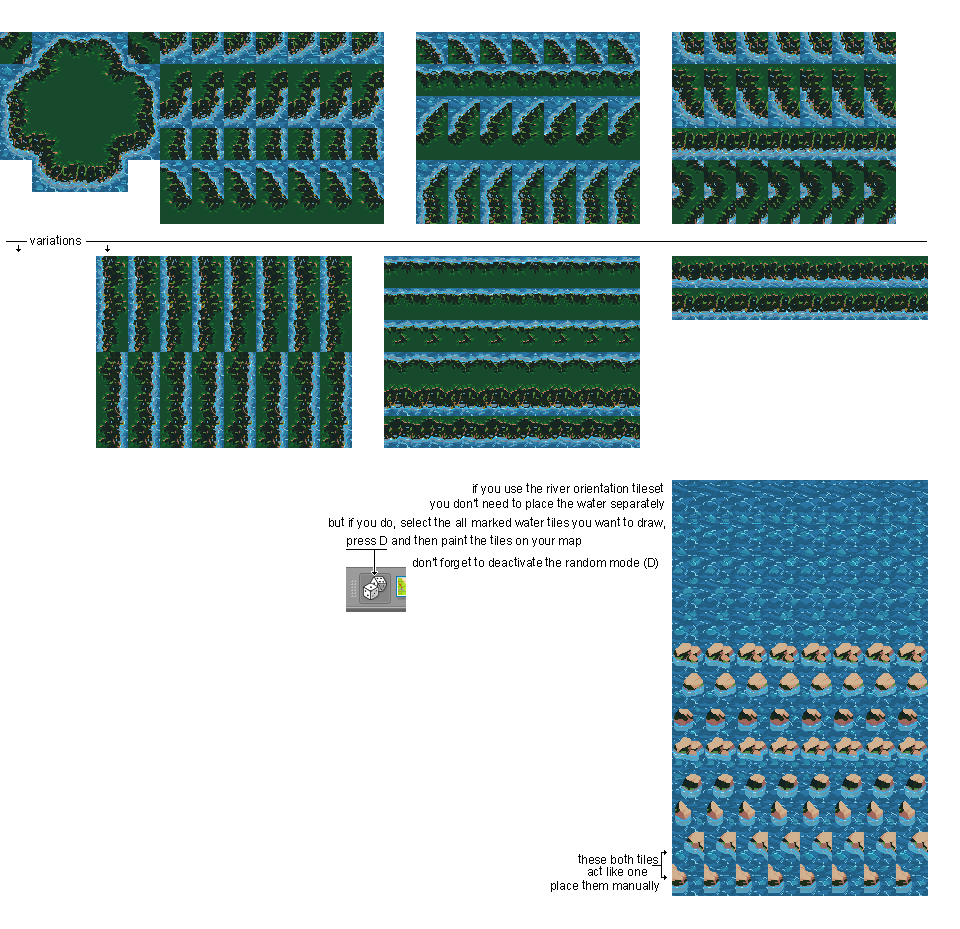 variations
if you use the river orientation tileset
you don't need to place the water separately
but if you do, select the all marked water tiles you want to draw,
press D and then paint the tiles on your map
don't forget to deactivate the random mode (D)
these both tiles
act like one
place them manually